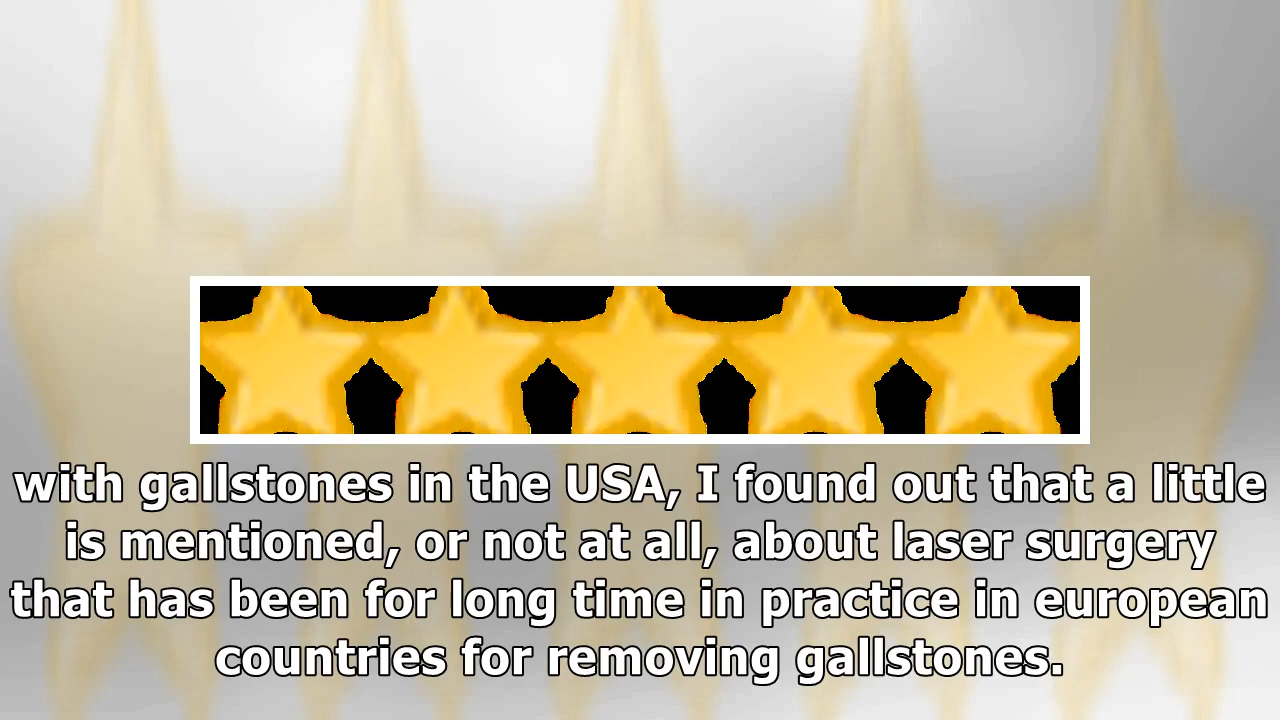 with gallstones in the USA, I found out that a little
is mentioned, or not at all, about laser surgery
that has been for long time in practice in european
countries for removing gallstones.